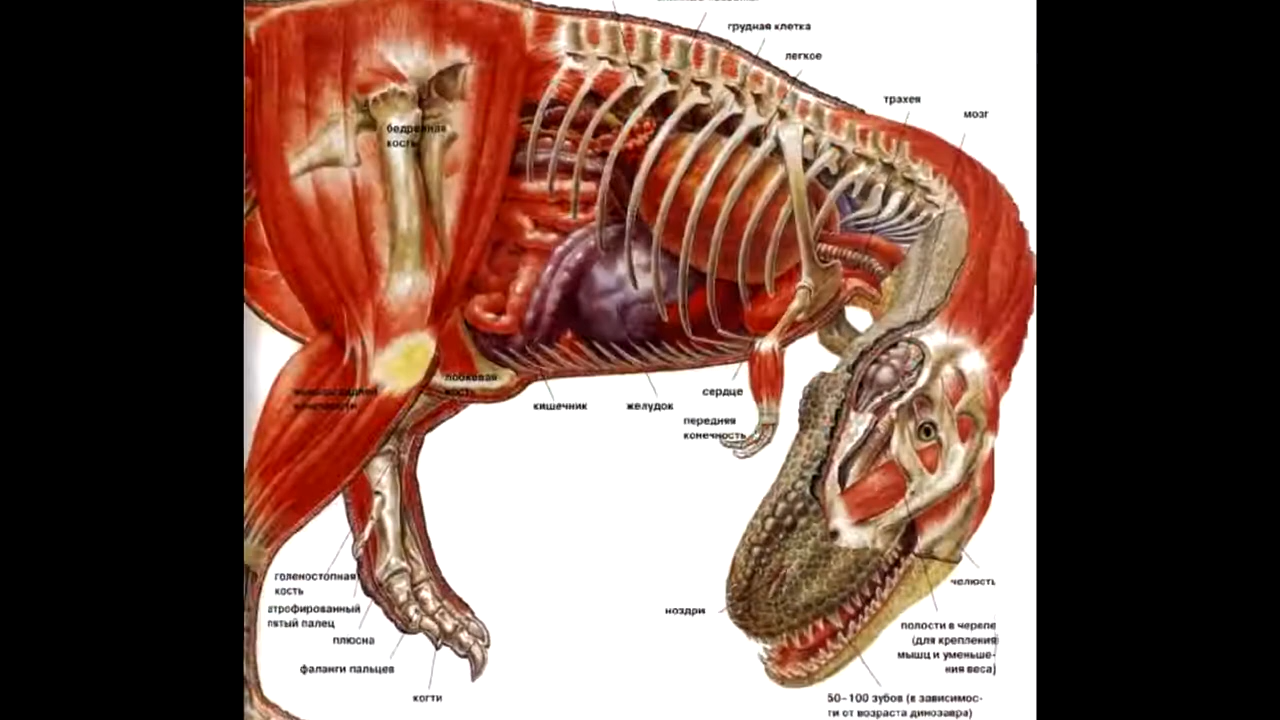 грудная клетка
легкое
трахея
мозг
бедренная
кость
лобковая
кость
кишечник
желудок
сердце
передняя
конечность
голеностопная
кость
атрофированный
пятый палец
плюсна
фаланги пальцев
когти
ноздри
челюсть
полости в черепе
(для крепления
мышц и уменьше-
ния веса)
50–100 зубов (в зависимос-
ти от возраста динозавра)